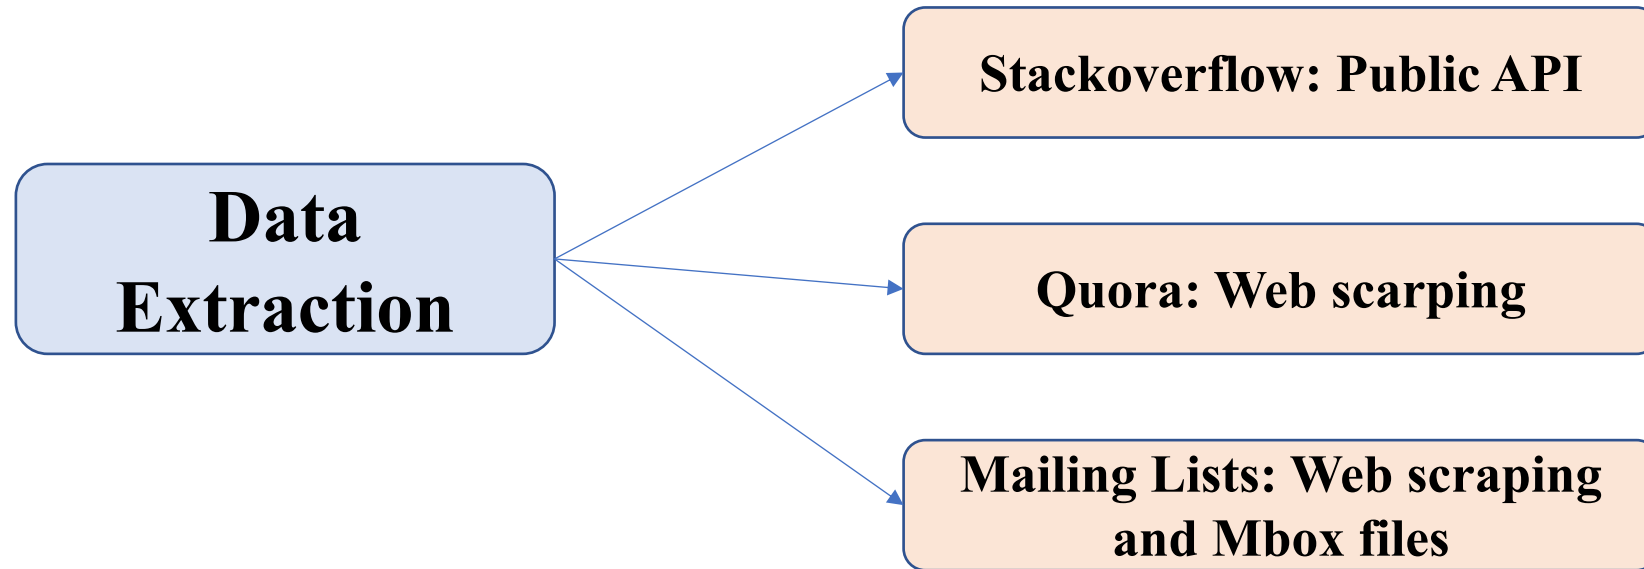 Data
Extraction
Stackoverflow: Public API
Quora: Web scarping
Mailing Lists: Web scraping
and Mbox files